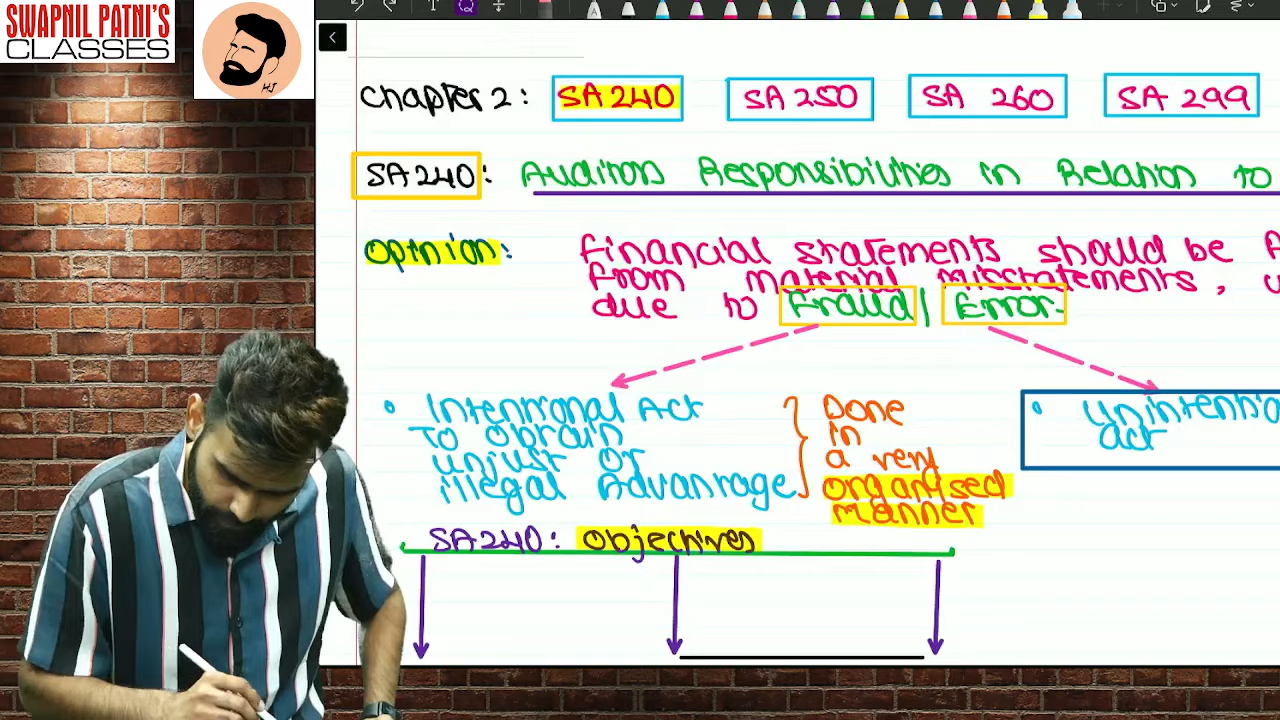 SWAPNIL PATNI'S
CLASSES
HJ
Chapter 2: SA 240 SA 250 SA 260 SA 299
SA 240: Auditors Responsibilities in Relation to
Opinion: Financial statements should be
from material misstatements,
due to Fraud/ Error.
• Intentional Act
To obtain
unjust or
illegal Advantage
Done
in
a very
organised
manner
•
act
SA 240: Objectives